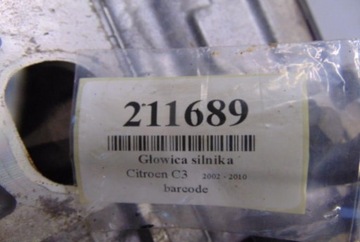 211689
Głowica silnika
Citroen C3 2002 - 2010
barcode